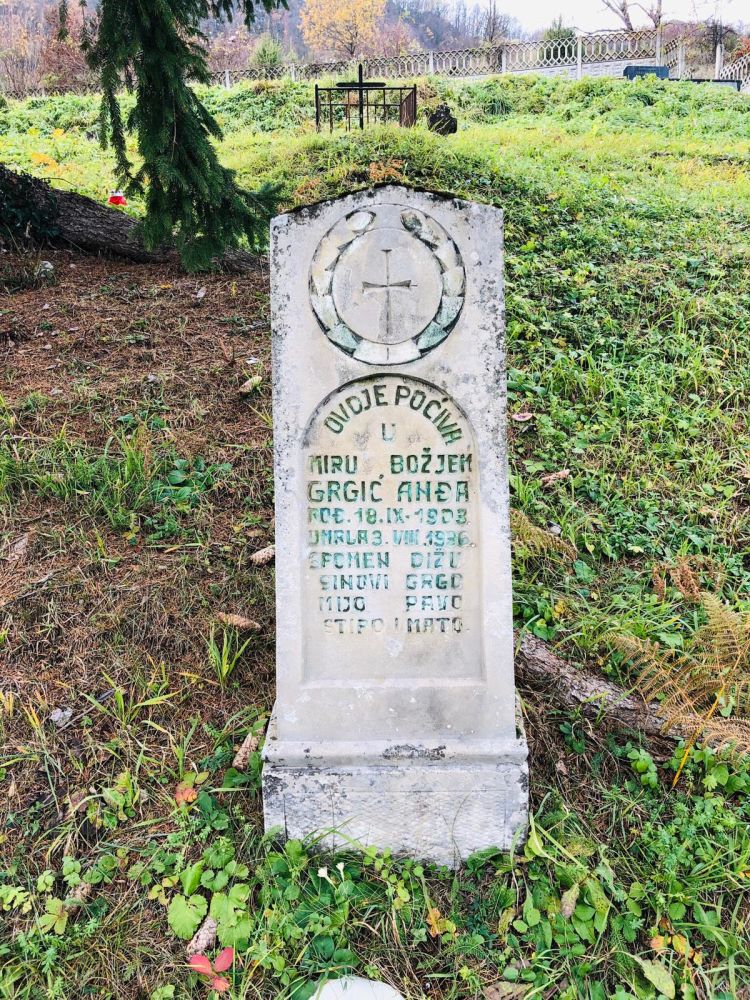 OVDJE POČIVA
U
MIRU BOŽJEM
GRGIĆ ANĐA
ROĐ. 18.IX-1903.
UMRLA 3. VIII. 1936.
SPOMEN DIŽU
SINOVI GRGO
MIJO PAVO
STIPO I MATO.